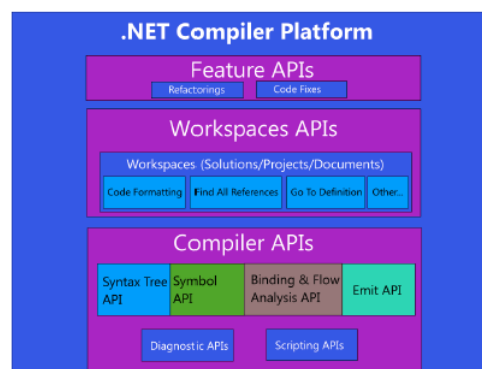 .NET Compiler Platform
Feature APIs
Refactorings Code Fixes
Workspaces APIs
Workspaces (Solutions/Projects/Documents)
Code Formatting Find All References Go To Definition Other...
Compiler APIs
Syntax Tree API
Symbol API
Binding & Flow Analysis API
Emit API
Diagnostic APIs Scripting APIs